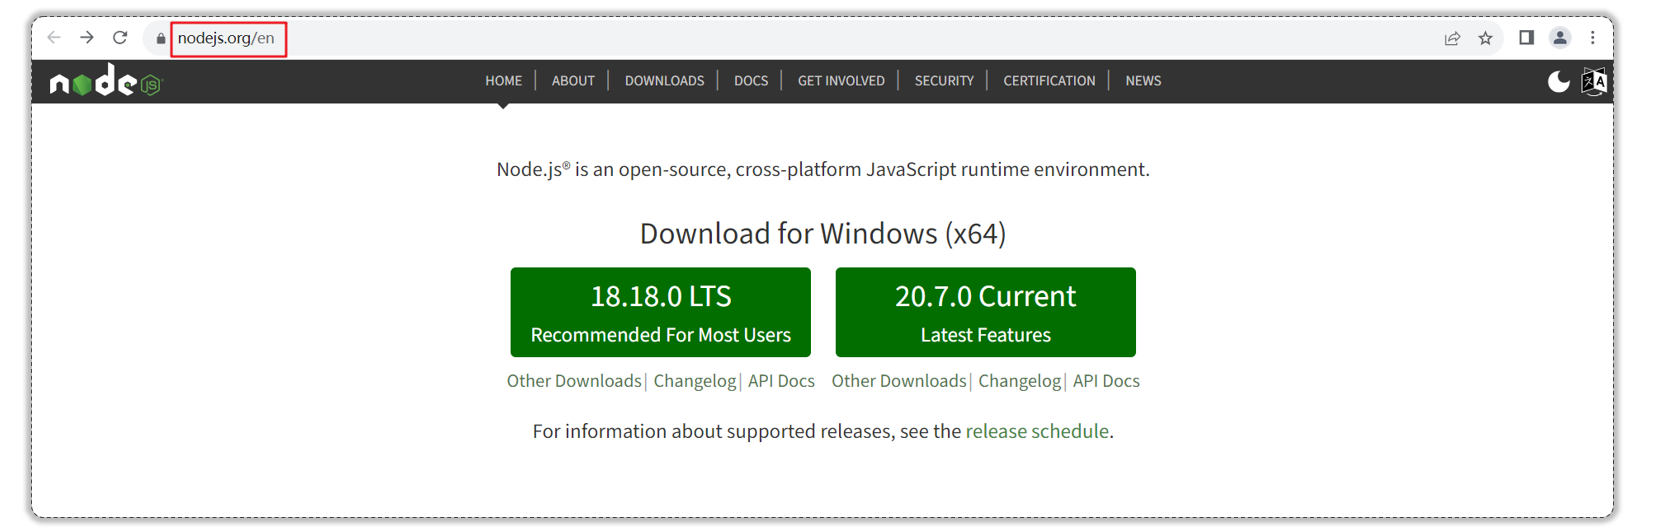 nodejs.org/en
node JS
HOME | ABOUT | DOWNLOADS | DOCS | GET INVOLVED | SECURITY | CERTIFICATION | NEWS
Node.js® is an open-source, cross-platform JavaScript runtime environment.
Download for Windows (x64)
18.18.0 LTS
Recommended For Most Users
20.7.0 Current
Latest Features
Other Downloads | Changelog | API Docs
Other Downloads | Changelog | API Docs
For information about supported releases, see the release schedule.